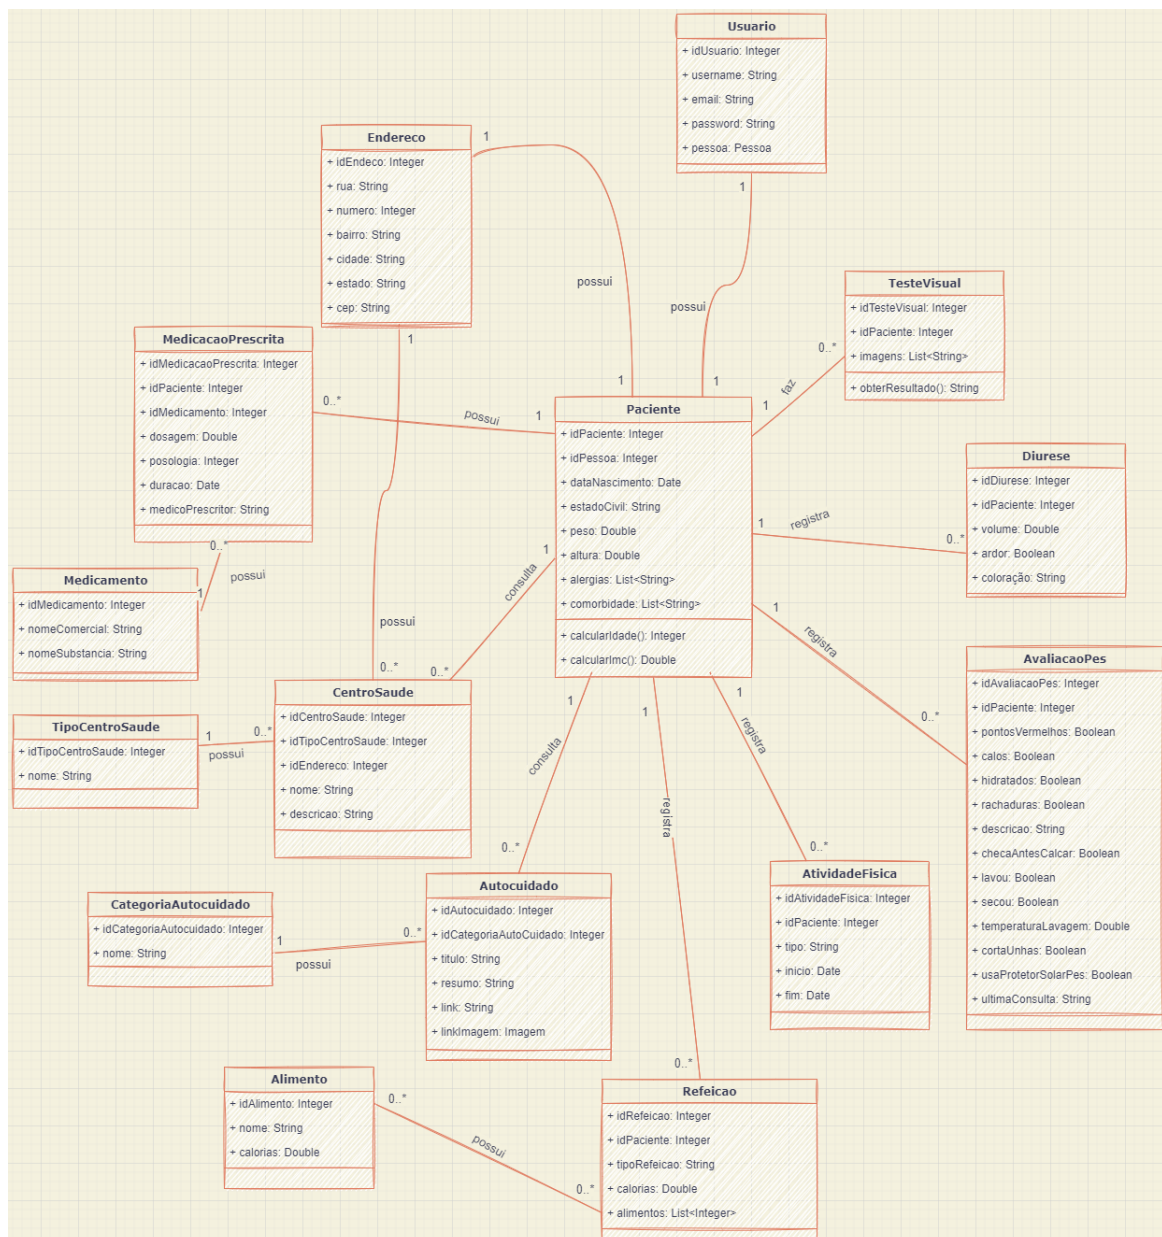 Usuario
+ idUsuario: Integer
+ username: String
+ email: String
+ password: String
+ pessoa: Pessoa
1
Endereco
+ idEndeco: Integer
+ rua: String
+ numero: Integer
+ bairro: String
+ cidade: String
+ estado: String
+ cep: String
1
1
possui
1
possui
1
TesteVisual
+ idTesteVisual: Integer
+ idPaciente: Integer
+ imagens: List<String>
+ obterResultado(): String
0..*
faz
1
MedicacaoPrescrita
+ idMedicacaoPrescrita: Integer
+ idPaciente: Integer
+ idMedicamento: Integer
+ dosagem: Double
+ posologia: Integer
+ duracao: Date
+ medicoPrescritor: String
0..*
possui
1
0..*
possui
1
Paciente
+ idPaciente: Integer
+ idPessoa: Integer
+ dataNascimento: Date
+ estadoCivil: String
+ peso: Double
+ altura: Double
+ alergias: List<String>
+ comorbidade: List<String>
+ calcularIdade(): Integer
+ calcularImc(): Double
Diurese
+ idDiurese: Integer
+ idPaciente: Integer
+ volume: Double
+ ardor: Boolean
+ coloração: String
1
registra
0..*
Medicamento
+ idMedicamento: Integer
+ nomeComercial: String
+ nomeSubstancia: String
possui
0..*
1
consulta
0..*
1
registra
0..*
AvaliacaoPes
+ idAvaliacaoPes: Integer
+ idPaciente: Integer
+ pontosVermelhos: Boolean
+ calos: Boolean
+ hidratados: Boolean
+ rachaduras: Boolean
+ descricao: String
+ checaAntesCalcar: Boolean
+ lavou: Boolean
+ secou: Boolean
+ temperaturaLavagem: Double
+ cortaUnhas: Boolean
+ usaProtetorSolarPes: Boolean
+ ultimaConsulta: String
TipoCentroSaude
+ idTipoCentroSaude: Integer
+ nome: String
1
possui
0..*
CentroSaude
+ idCentroSaude: Integer
+ idTipoCentroSaude: Integer
+ idEndereco: Integer
+ nome: String
+ descricao: String
1
consulta
0..*
1
registra
0..*
1
registra
0..*
CategoriaAutocuidado
+ idCategoriaAutocuidado: Integer
+ nome: String
1
possui
0..*
Autocuidado
+ idAutocuidado: Integer
+ idCategoriaAutoCuidado: Integer
+ titulo: String
+ resumo: String
+ link: String
+ linkImagem: Imagem
AtividadeFisica
+ idAtividadeFisica: Integer
+ idPaciente: Integer
+ tipo: String
+ inicio: Date
+ fim: Date
Alimento
+ idAlimento: Integer
+ nome: String
+ calorias: Double
0..*
possui
0..*
Refeicao
+ idRefeicao: Integer
+ idPaciente: Integer
+ tipoRefeicao: String
+ calorias: Double
+ alimentos: List<Integer>